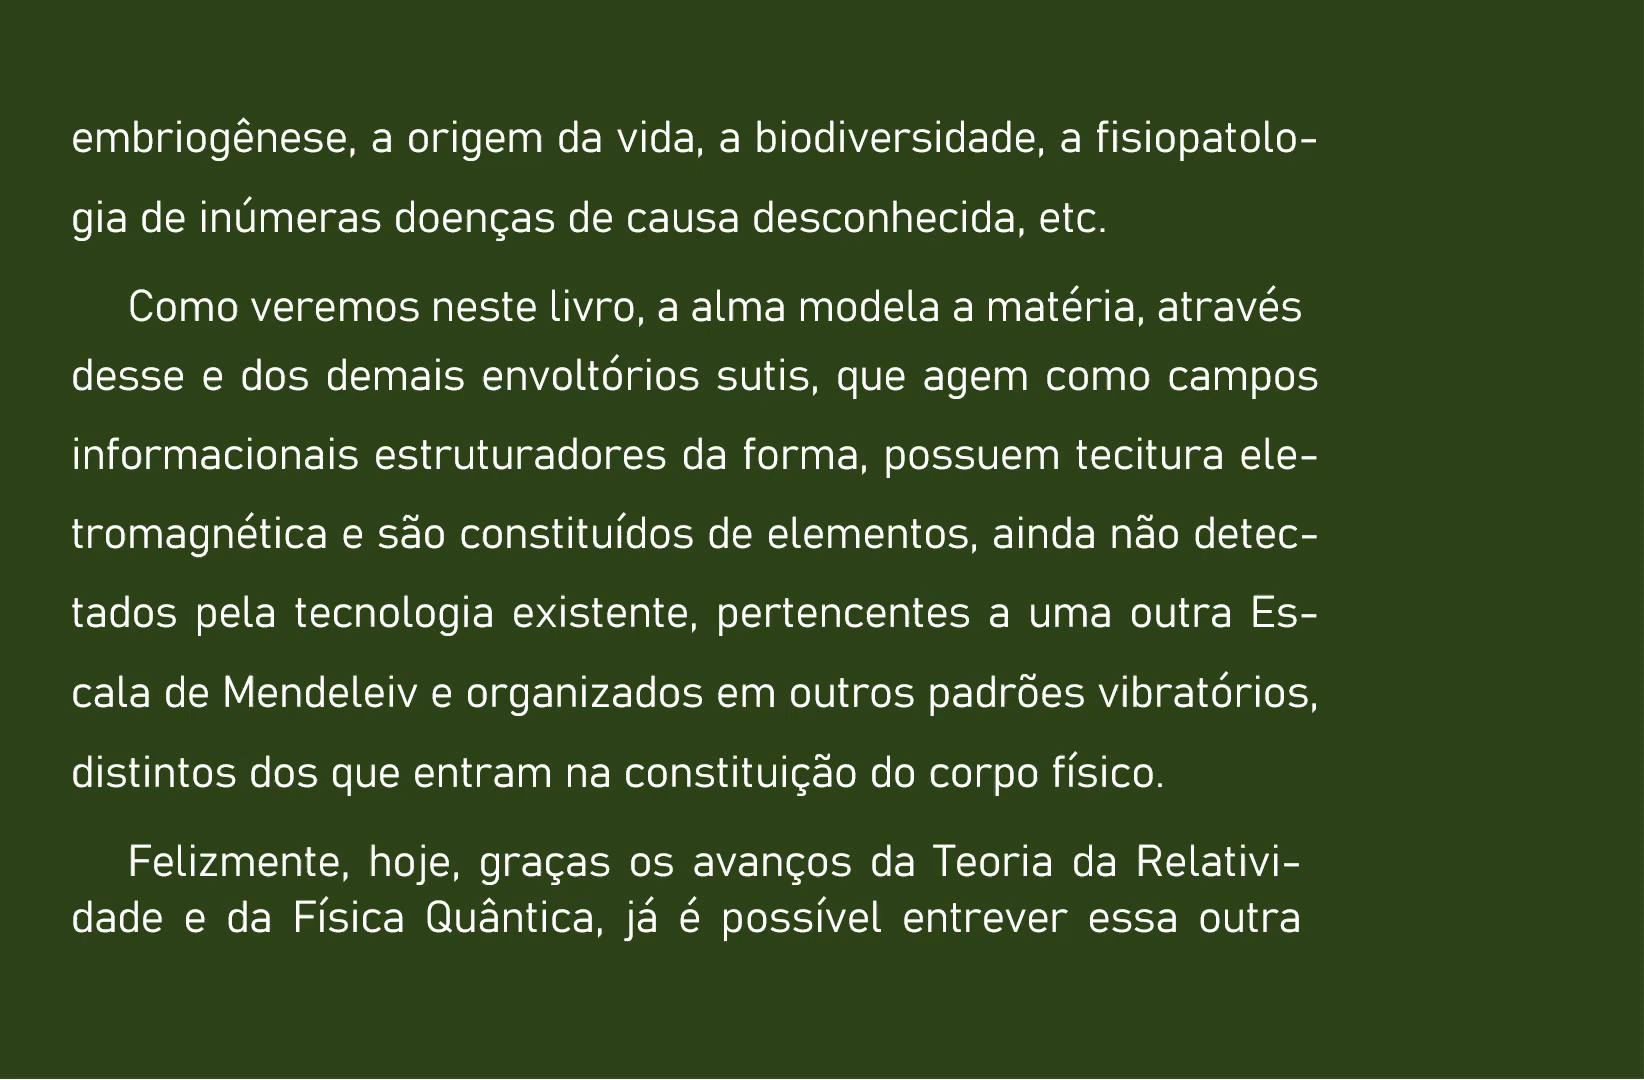 embriogênese, a origem da vida, a biodiversidade, a fisiopatolo-
gia de inúmeras doenças de causa desconhecida, etc.
Como veremos neste livro, a alma modela a matéria, através
desse e dos demais envoltórios sutis, que agem como campos
informacionais estruturadores da forma, possuem tecitura ele-
tromagnética e são constituídos de elementos, ainda não detec-
tados pela tecnologia existente, pertencentes a uma outra Es-
cala de Mendeleiv e organizados em outros padrões vibratórios,
distintos dos que entram na constituição do corpo físico.
Felizmente, hoje, graças os avanços da Teoria da Relativi-
dade e da Física Quântica, já é possível entrever essa outra